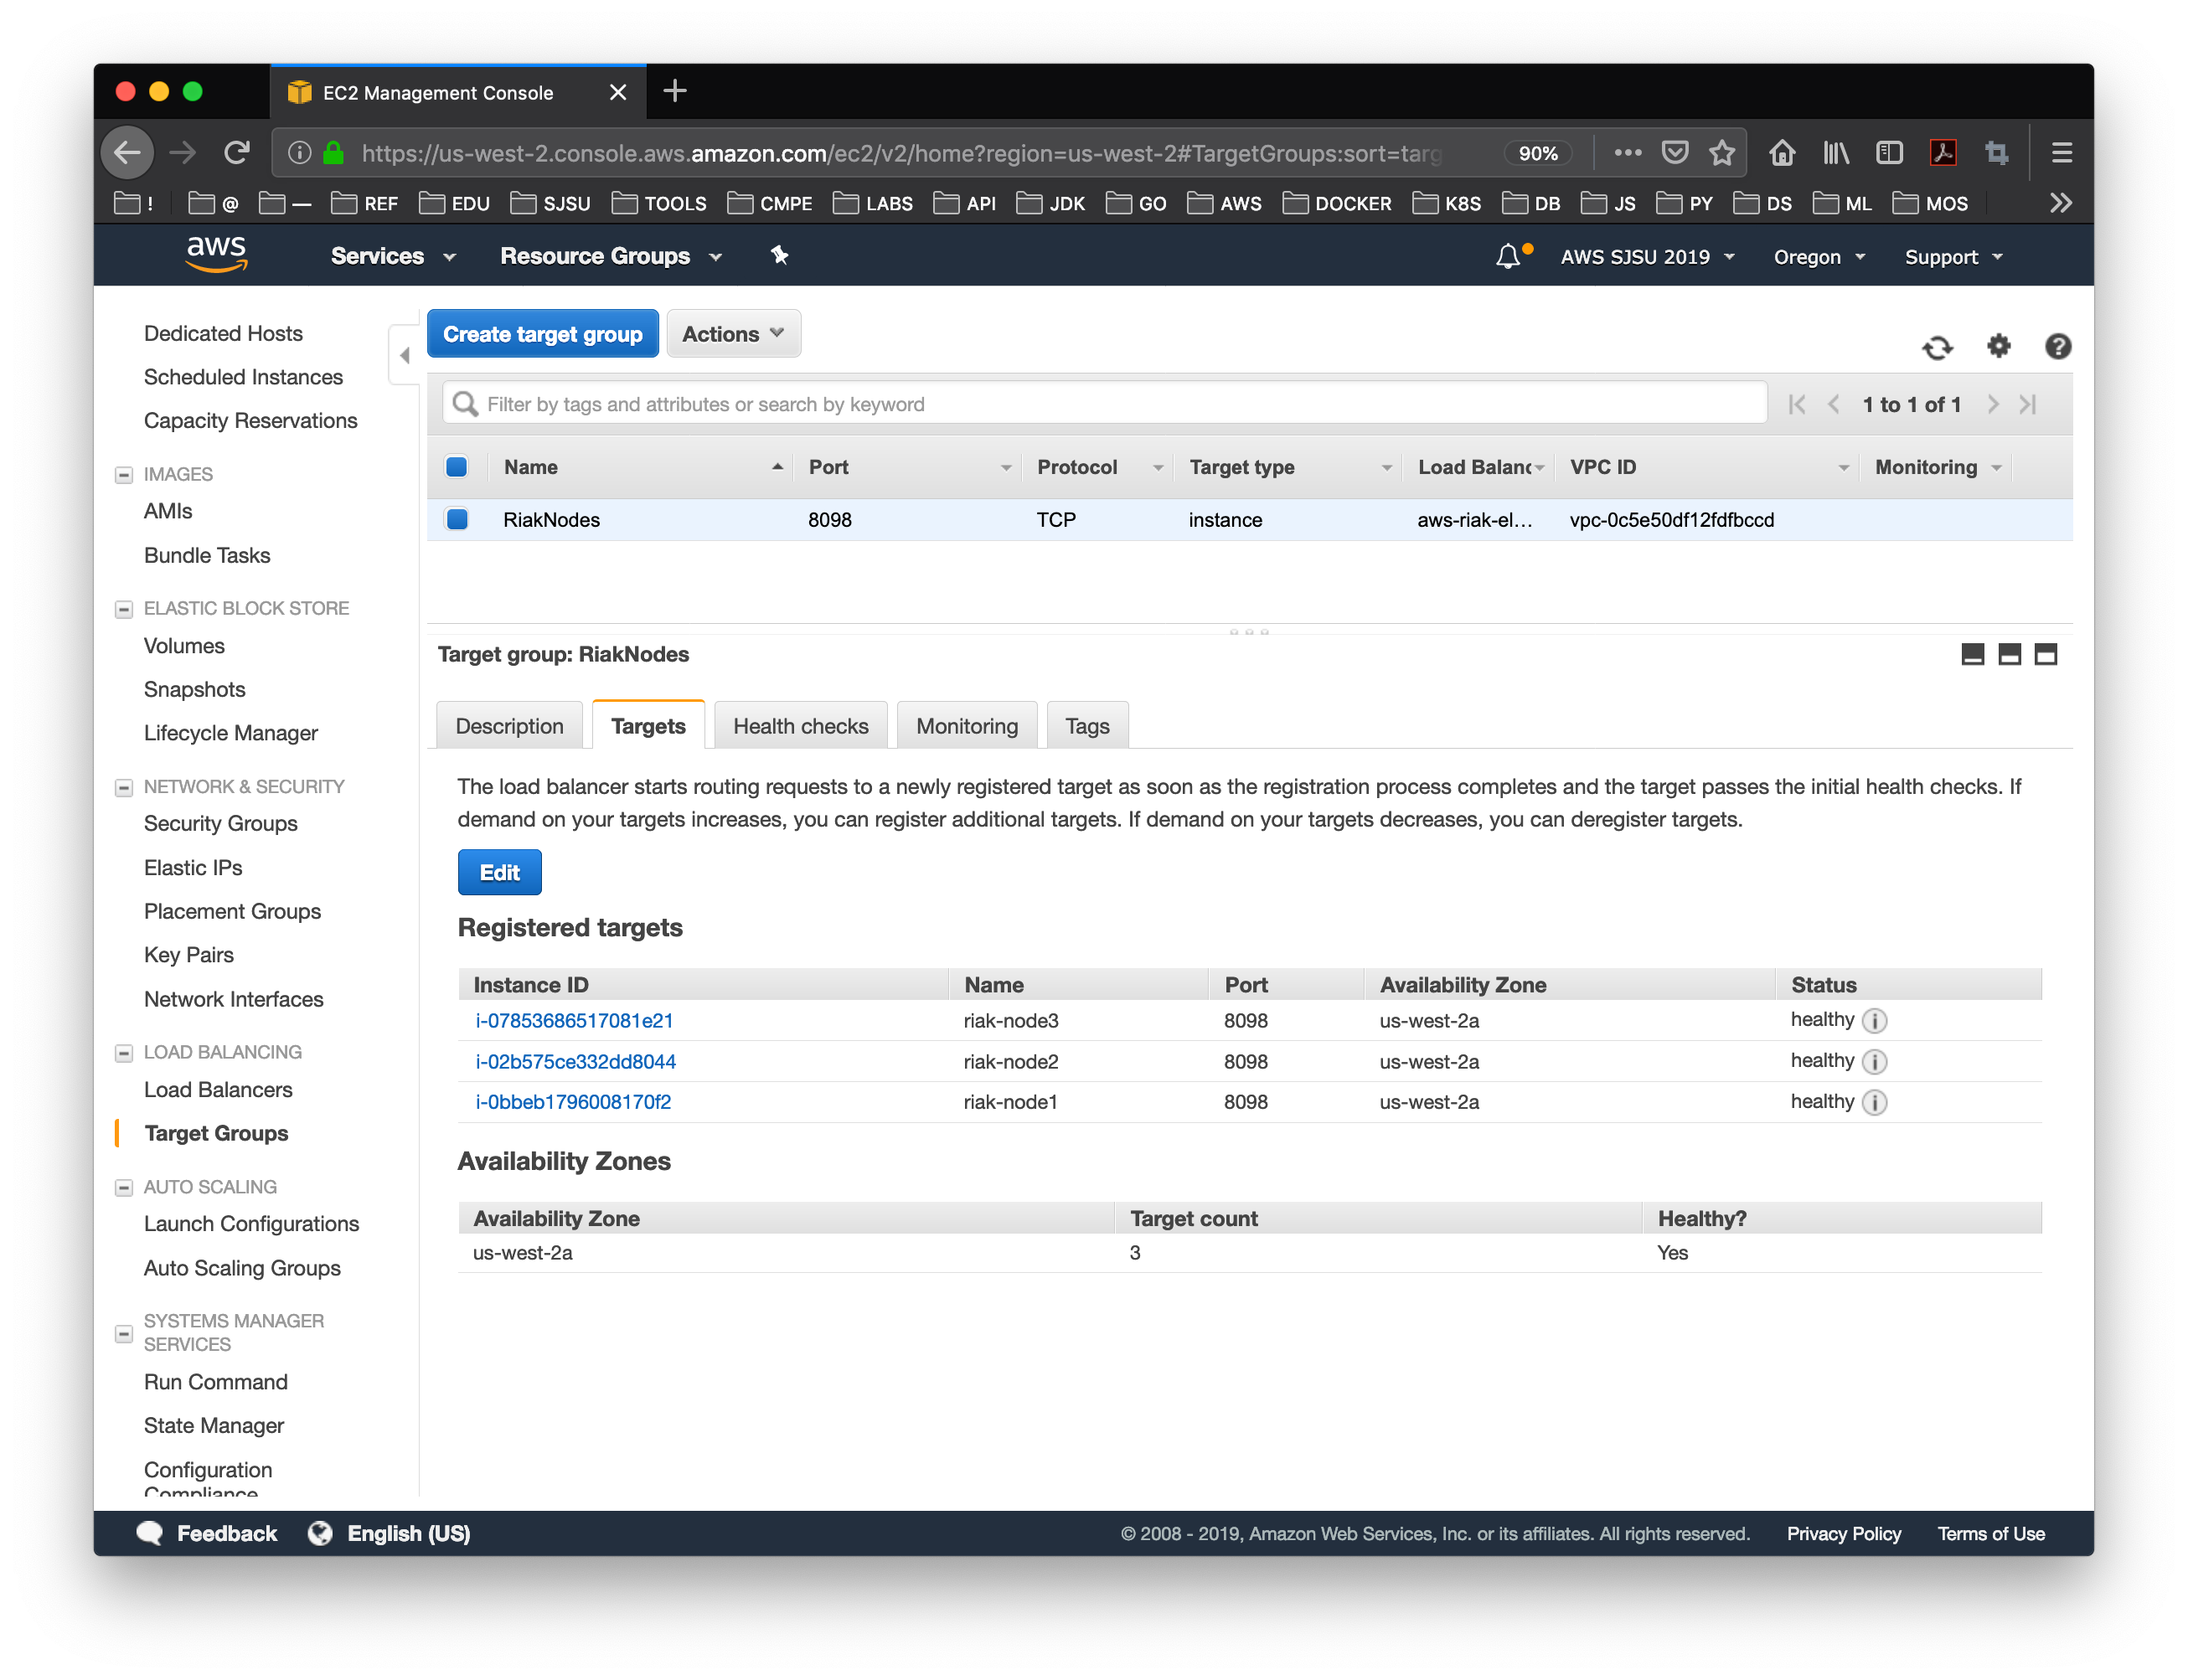 EC2 Management Console
https://us-west-2.console.aws.amazon.com/ec2/v2/home?region=us-west-2#TargetGroups:sort=targ 90%
! @ — REF EDU SJSU TOOLS CMPE LABS API JDK GO AWS DOCKER K8S DB JS PY DS ML MOS
aws Services Resource Groups AWS SJSU 2019 Oregon Support
Dedicated Hosts
Scheduled Instances
Capacity Reservations
IMAGES
AMIs
Bundle Tasks
ELASTIC BLOCK STORE
Volumes
Snapshots
Lifecycle Manager
NETWORK & SECURITY
Security Groups
Elastic IPs
Placement Groups
Key Pairs
Network Interfaces
LOAD BALANCING
Load Balancers
Target Groups
AUTO SCALING
Launch Configurations
Auto Scaling Groups
SYSTEMS MANAGER
SERVICES
Run Command
State Manager
Configuration
Compliance
Create target group Actions
Filter by tags and attributes or search by keyword 1 to 1 of 1
Name Port Protocol Target type Load Balanc VPC ID Monitoring
RiakNodes 8098 TCP instance aws-riak-el... vpc-0c5e50df12fdfbccd
Target group: RiakNodes
Description Targets Health checks Monitoring Tags
The load balancer starts routing requests to a newly registered target as soon as the registration process completes and the target passes the initial health checks. If
demand on your targets increases, you can register additional targets. If demand on your targets decreases, you can deregister targets.
Edit
Registered targets
Instance ID Name Port Availability Zone Status
i-07853686517081e21 riak-node3 8098 us-west-2a healthy
i-02b575ce332dd8044 riak-node2 8098 us-west-2a healthy
i-0bbeb1796008170f2 riak-node1 8098 us-west-2a healthy
Availability Zones
Availability Zone Target count Healthy?
us-west-2a 3 Yes
Feedback English (US) © 2008 - 2019, Amazon Web Services, Inc. or its affiliates. All rights reserved. Privacy Policy Terms of Use